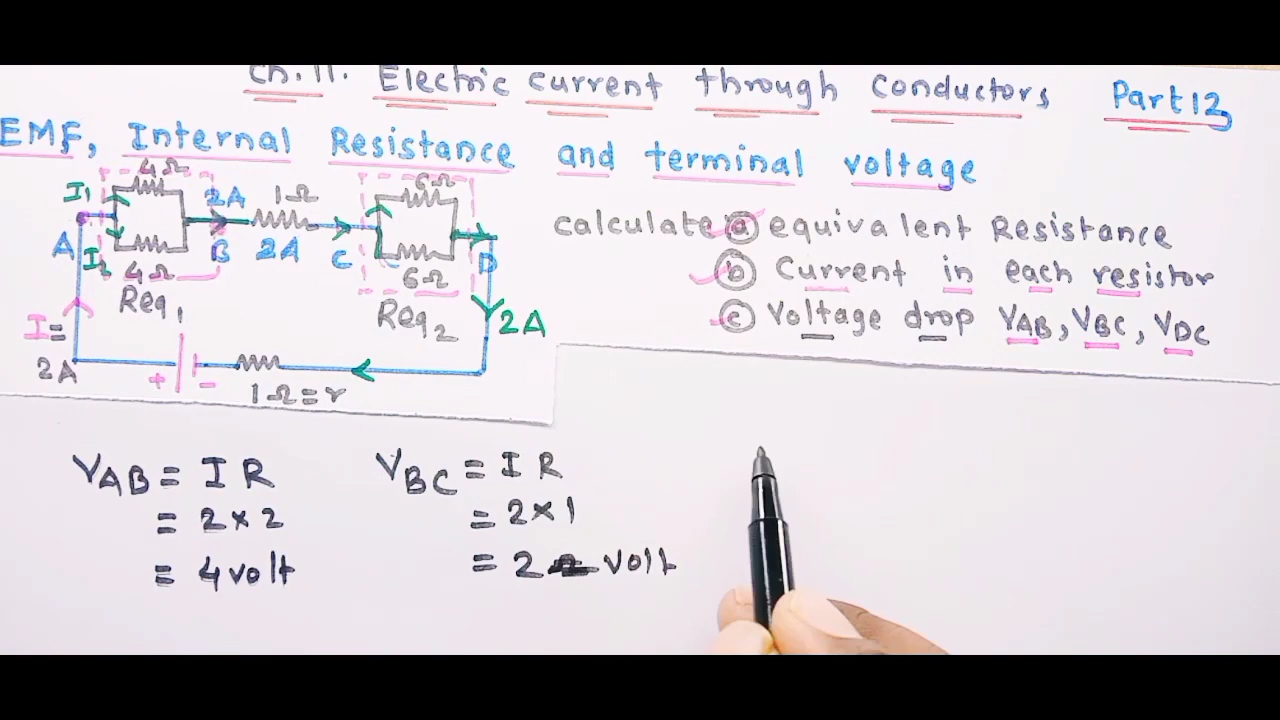 Ch. 11. Electric current through conductors Part 12,
EMF, Internal Resistance and terminal voltage
4Ω
I₁
2A
1Ω
6Ω
A
B
2A
C
D
I₂
4Ω
6Ω
Req₁
Req₂
I =
2A
2A
+
-
1Ω = r
calculate ⓐ equivalent Resistance
ⓑ Current in each resistor
ⓒ Voltage drop VAB, VBC, VDC
VAB = I R
= 2 × 2
= 4 volt
VBC = I R
= 2 × 1
= 2 volt